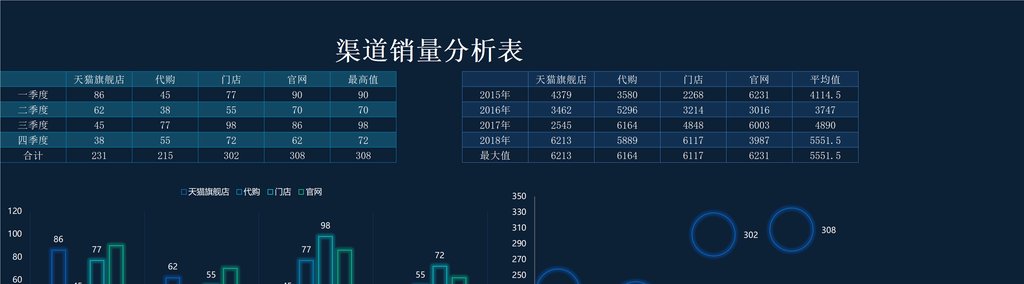 渠道销量分析表
天猫旗舰店 代购 门店 官网 最高值
一季度 86 45 77 90 90
二季度 62 38 55 70 70
三季度 45 77 98 86 98
四季度 38 55 72 62 72
合计 231 215 302 308 308
天猫旗舰店 代购 门店 官网 平均值
2015年 4379 3580 2268 6231 4114.5
2016年 3462 5296 3214 3016 3747
2017年 2545 6164 4848 6003 4890
2018年 6213 5889 6117 3987 5551.5
最大值 6213 6164 6117 6231 5551.5
天猫旗舰店 代购 门店 官网
120
100
80
60
86
77
62
55
77
98
55
72
350
330
310
290
270
250
302
308